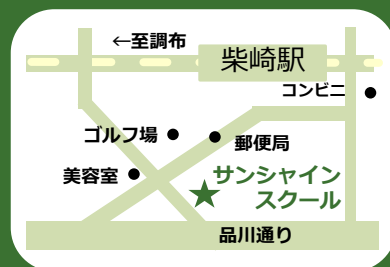 ←至調布
柴崎駅
コンビニ
ゴルフ場
郵便局
美容室
サンシャイン
スクール
品川通り